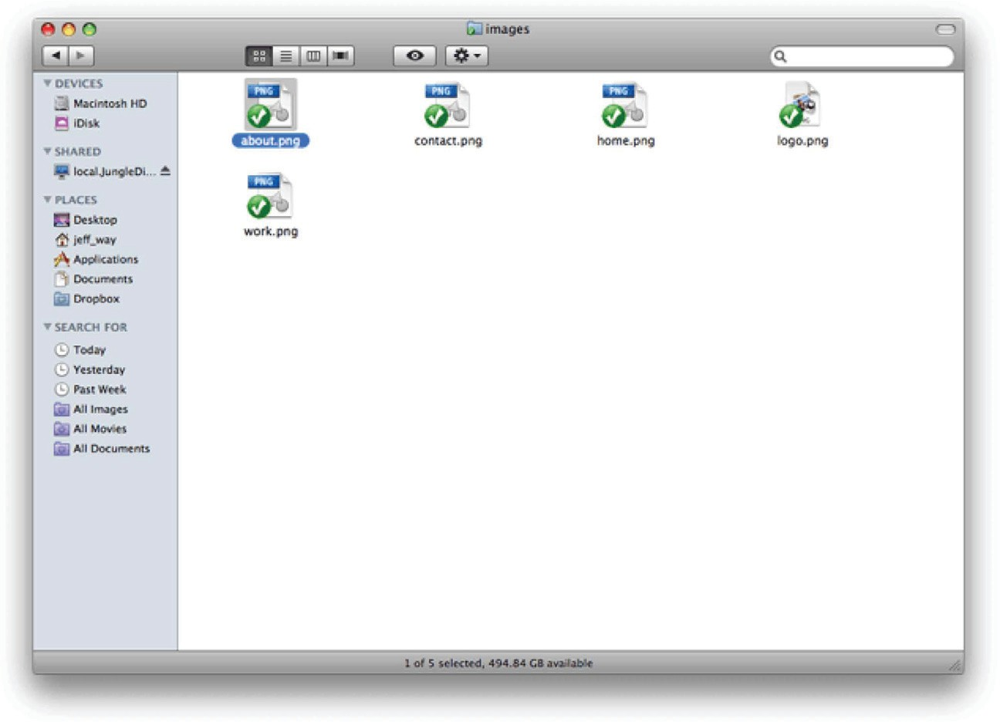 images
DEVICES
Macintosh HD
iDisk
SHARED
local.JungleDi...
PLACES
Desktop
jeff_way
Applications
Documents
Dropbox
SEARCH FOR
Today
Yesterday
Past Week
All Images
All Movies
All Documents
PNG PNG PNG
about.png contact.png home.png logo.png
PNG
work.png
1 of 5 selected, 494.84 GB available